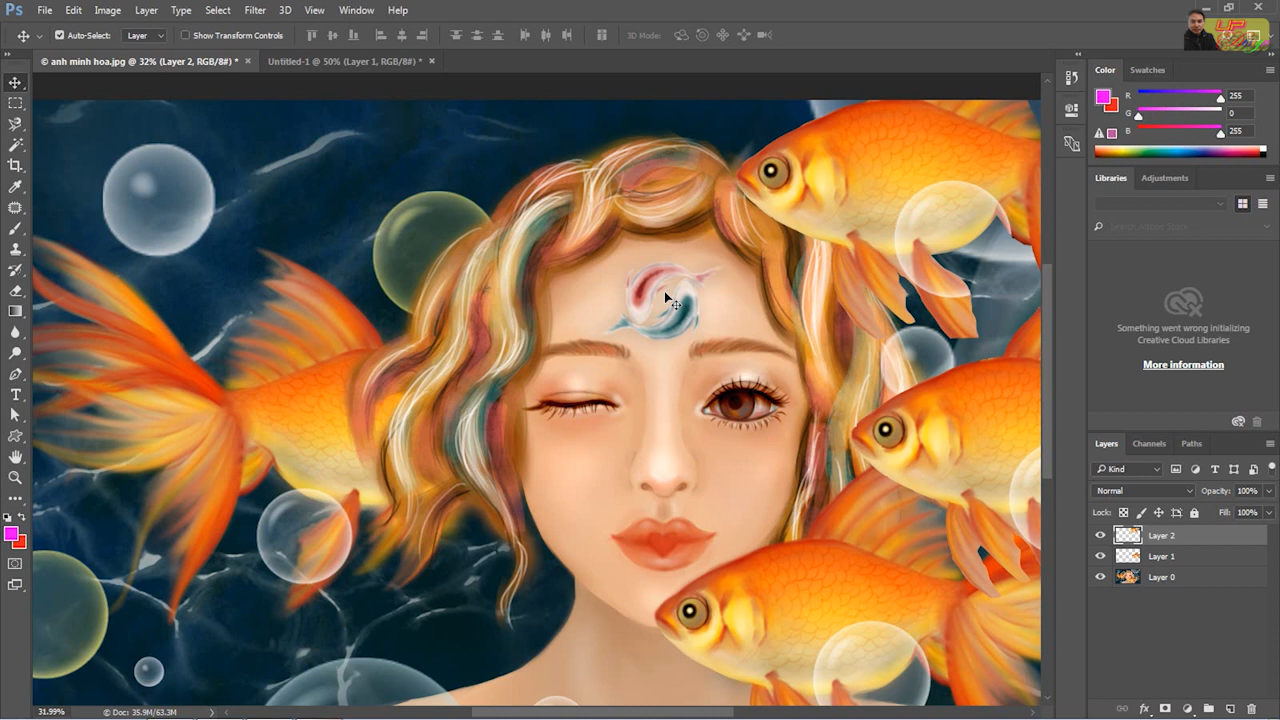 Ps File Edit Image Layer Type Select Filter 3D View Window Help
Auto-Select: Layer Show Transform Controls 3D Mode:
© anh minh hoa.jpg @ 32% (Layer 2, RGB/8#) * × Untitled-1 @ 50% (Layer 1, RGB/8#) * ×
Color Swatches
R 255
G 0
B 255
Libraries Adjustments
Search Adobe Stock
Something went wrong initializing
Creative Cloud Libraries
More information
Layers Channels Paths
Kind
Normal Opacity: 100%
Lock: Fill: 100%
Layer 2
Layer 1
Layer 0
31.99% © Doc: 35.9M/63.3M